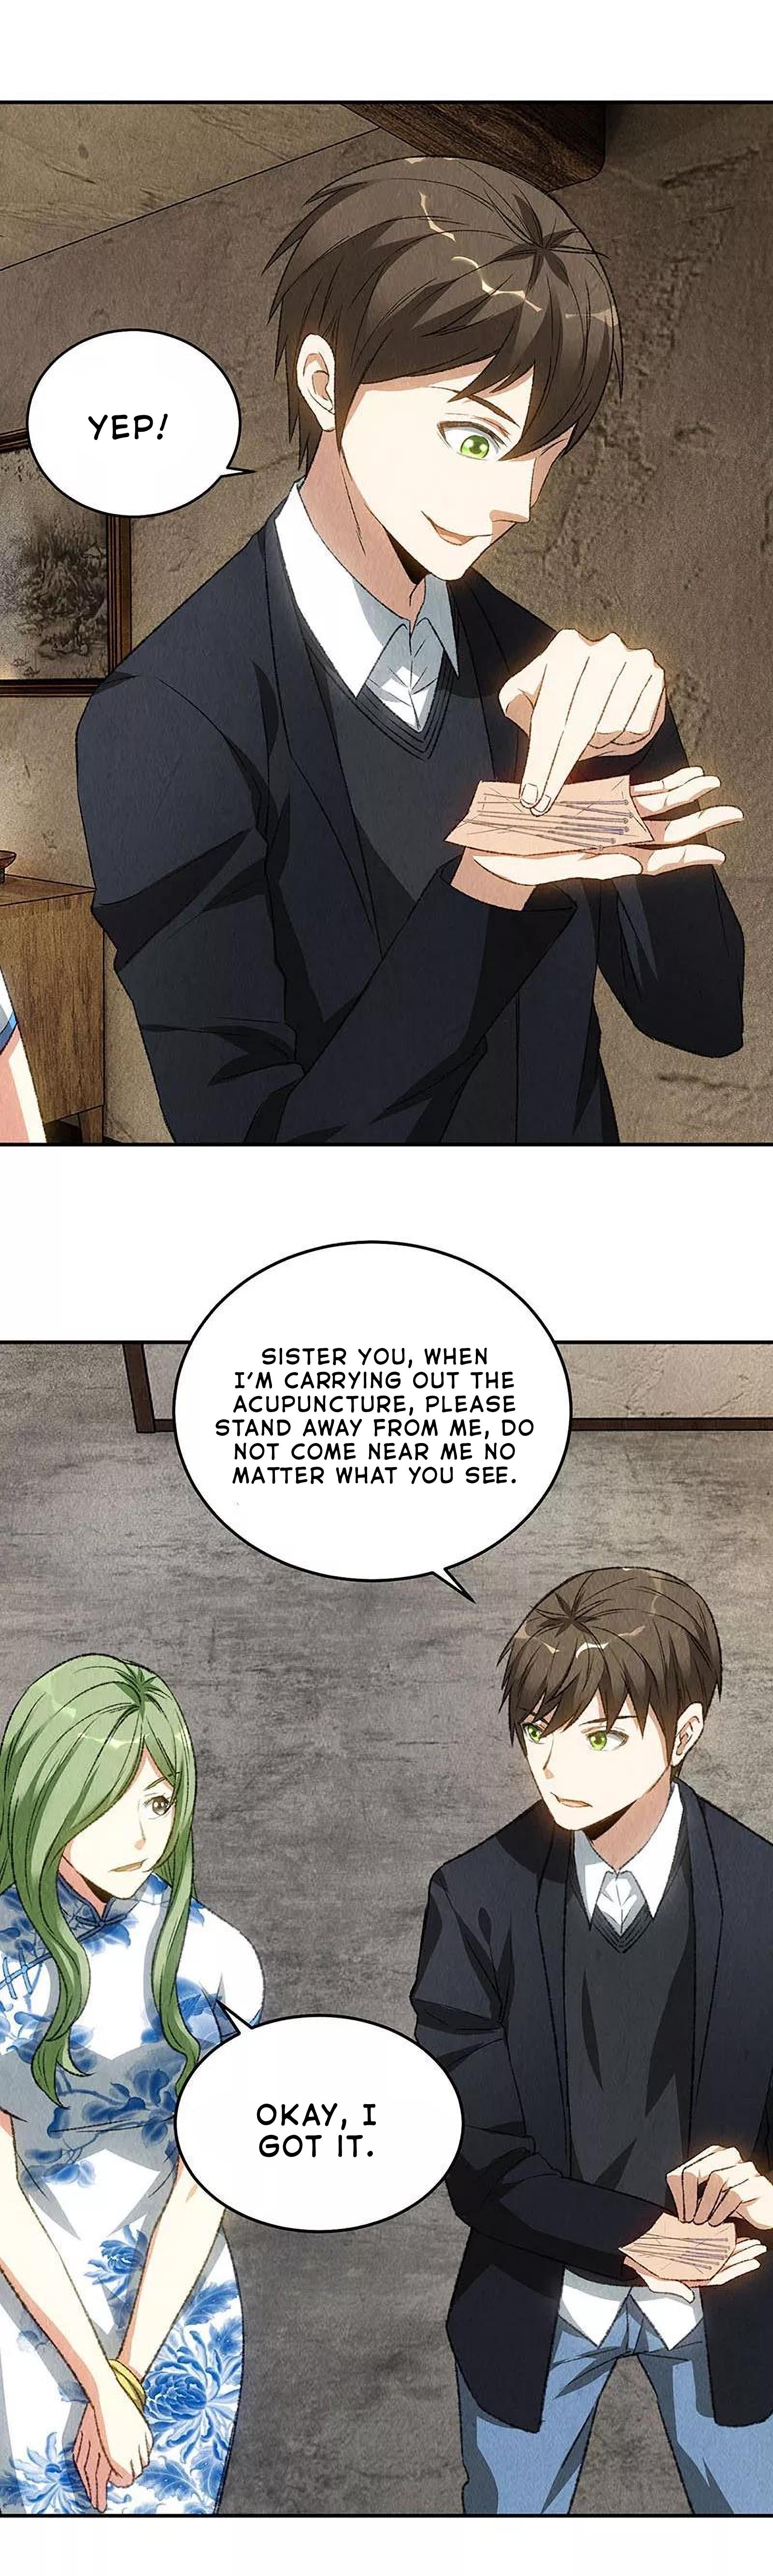 YEP!
SISTER YOU, WHEN
I'M CARRYING OUT THE
ACUPUNCTURE, PLEASE
STAND AWAY FROM ME, DO
NOT COME NEAR ME NO
MATTER WHAT YOU SEE.
OKAY, I
GOT IT.